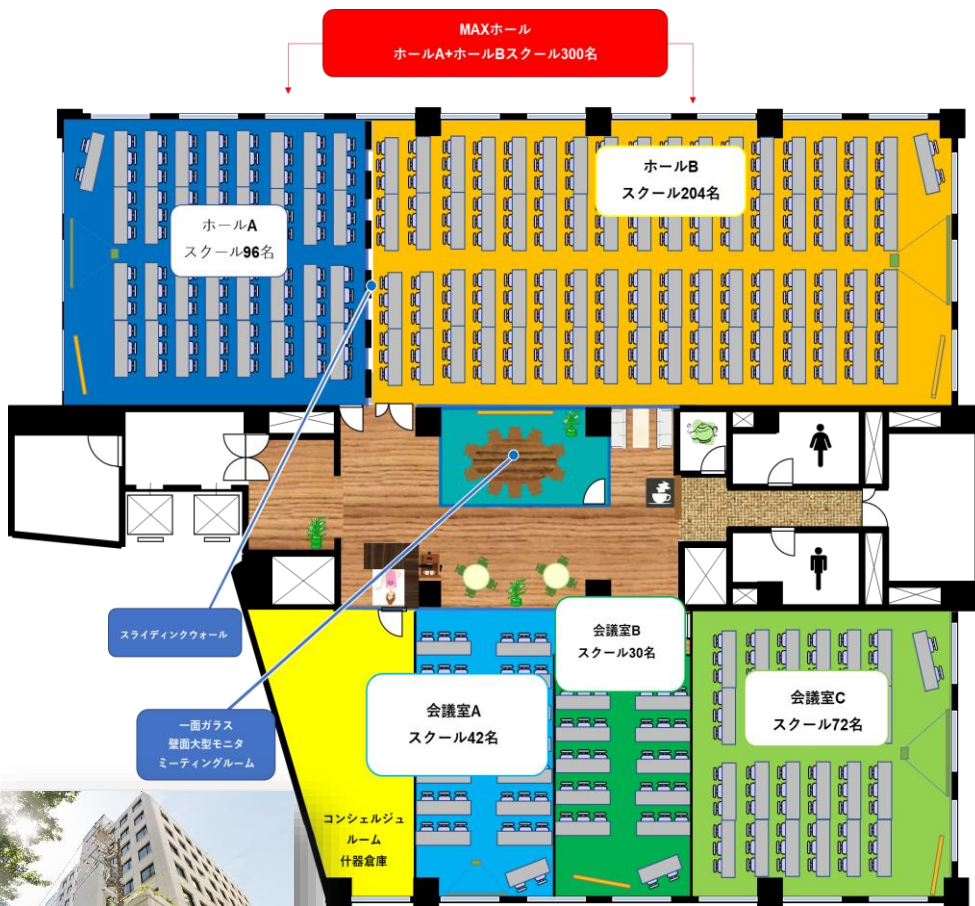 MAXホール
ホールA+ホールBスクール300名
ホールB
スクール204名
ホールA
スクール96名
スライディンクウォール
会議室B
スクール30名
会議室A
スクール42名
会議室C
スクール72名
一面ガラス
壁面大型モニタ
ミーティングルーム
コンシェルジュ
ルーム
什器倉庫